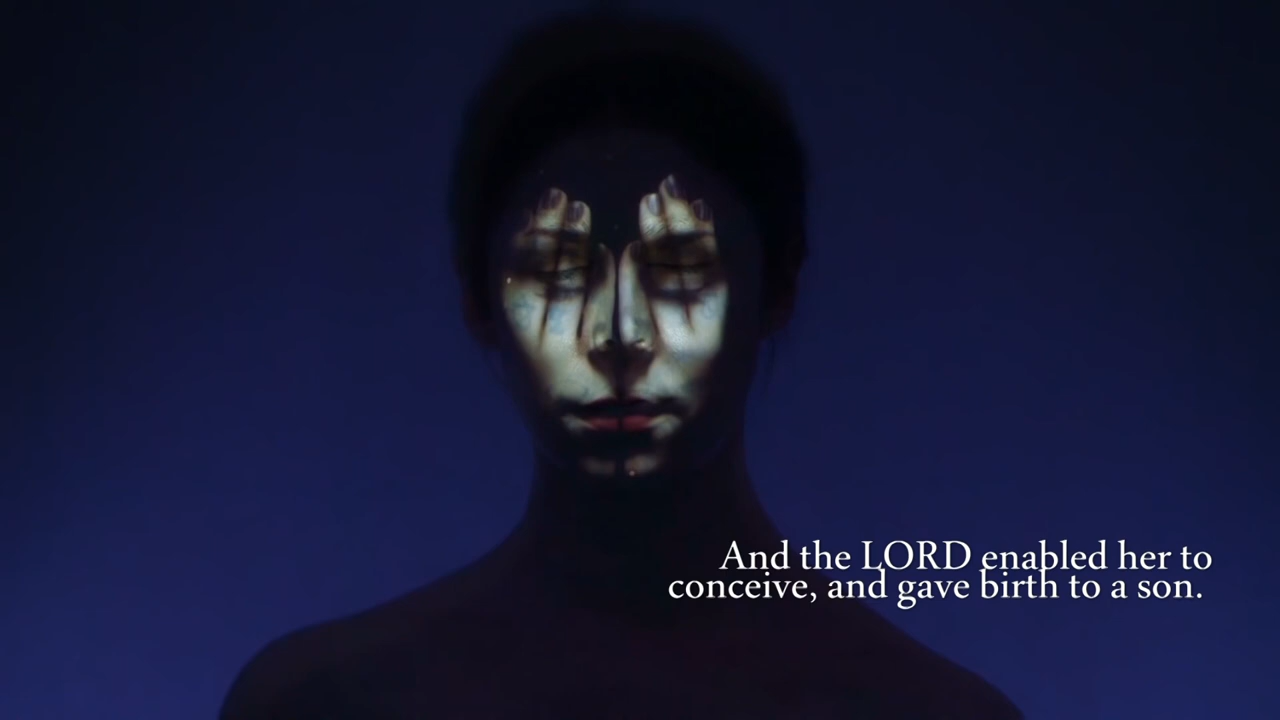 And the LORD enabled her to
conceive, and gave birth to a son.